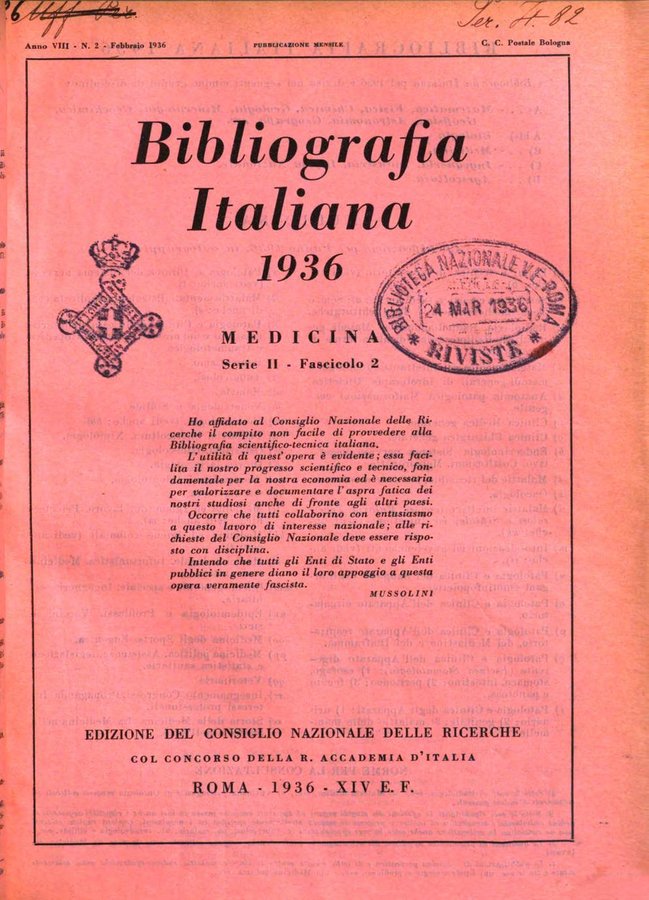 Ser. H. 82
Anno VIII - N. 2 - Febbraio 1936 PUBBLICAZIONE MENSILE C. C. Postale Bologna
Bibliografia
Italiana
1936
BIBLIOTECA NAZIONALE V.E. ROMA
24 MAR 1936
* RIVISTE *
MEDICINA
Serie II - Fascicolo 2
Ho affidato al Consiglio Nazionale delle Ri-
cerche il compito non facile di provvedere alla
Bibliografia scientifico-tecnica italiana.
L'utilità di quest'opera è evidente; essa faci-
lita il nostro progresso scientifico e tecnico, fon-
damentale per la nostra economia ed è necessaria
per valorizzare e documentare l'aspra fatica dei
nostri studiosi anche di fronte agli altri paesi.
Occorre che tutti collaborino con entusiasmo
a questo lavoro di interesse nazionale; alle ri-
chieste del Consiglio Nazionale deve essere rispo-
sto con disciplina.
Intendo che tutti gli Enti di Stato e gli Enti
pubblici in genere diano il loro appoggio a questa
opera veramente fascista.
MUSSOLINI
EDIZIONE DEL CONSIGLIO NAZIONALE DELLE RICERCHE
COL CONCORSO DELLA R. ACCADEMIA D'ITALIA
ROMA - 1936 - XIV E. F.